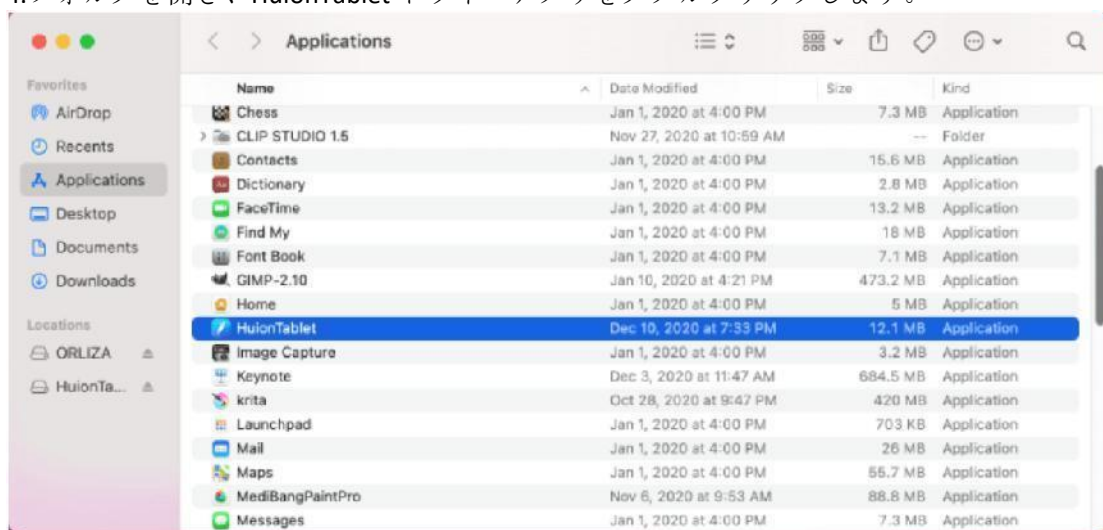 Applications
Favorites
AirDrop
Recents
Applications
Desktop
Documents
Downloads
Locations
ORLIZA
HuionTa...
Name Date Modified Size Kind
Chess Jan 1, 2020 at 4:00 PM 7.3 MB Application
CLIP STUDIO 1.5 Nov 27, 2020 at 10:59 AM -- Folder
Contacts Jan 1, 2020 at 4:00 PM 15.6 MB Application
Dictionary Jan 1, 2020 at 4:00 PM 2.8 MB Application
FaceTime Jan 1, 2020 at 4:00 PM 13.2 MB Application
Find My Jan 1, 2020 at 4:00 PM 18 MB Application
Font Book Jan 1, 2020 at 4:00 PM 7.1 MB Application
GIMP-2.10 Jan 10, 2020 at 4:21 PM 473.2 MB Application
Home Jan 1, 2020 at 4:00 PM 5 MB Application
HuionTablet Dec 10, 2020 at 7:33 PM 12.1 MB Application
Image Capture Jan 1, 2020 at 4:00 PM 3.2 MB Application
Keynote Dec 3, 2020 at 11:47 AM 684.5 MB Application
krita Oct 28, 2020 at 9:47 PM 420 MB Application
Launchpad Jan 1, 2020 at 4:00 PM 703 KB Application
Mail Jan 1, 2020 at 4:00 PM 26 MB Application
Maps Jan 1, 2020 at 4:00 PM 55.7 MB Application
MediBangPaintPro Nov 6, 2020 at 9:53 AM 88.8 MB Application
Messages Jan 1, 2020 at 4:00 PM 7.3 MB Application